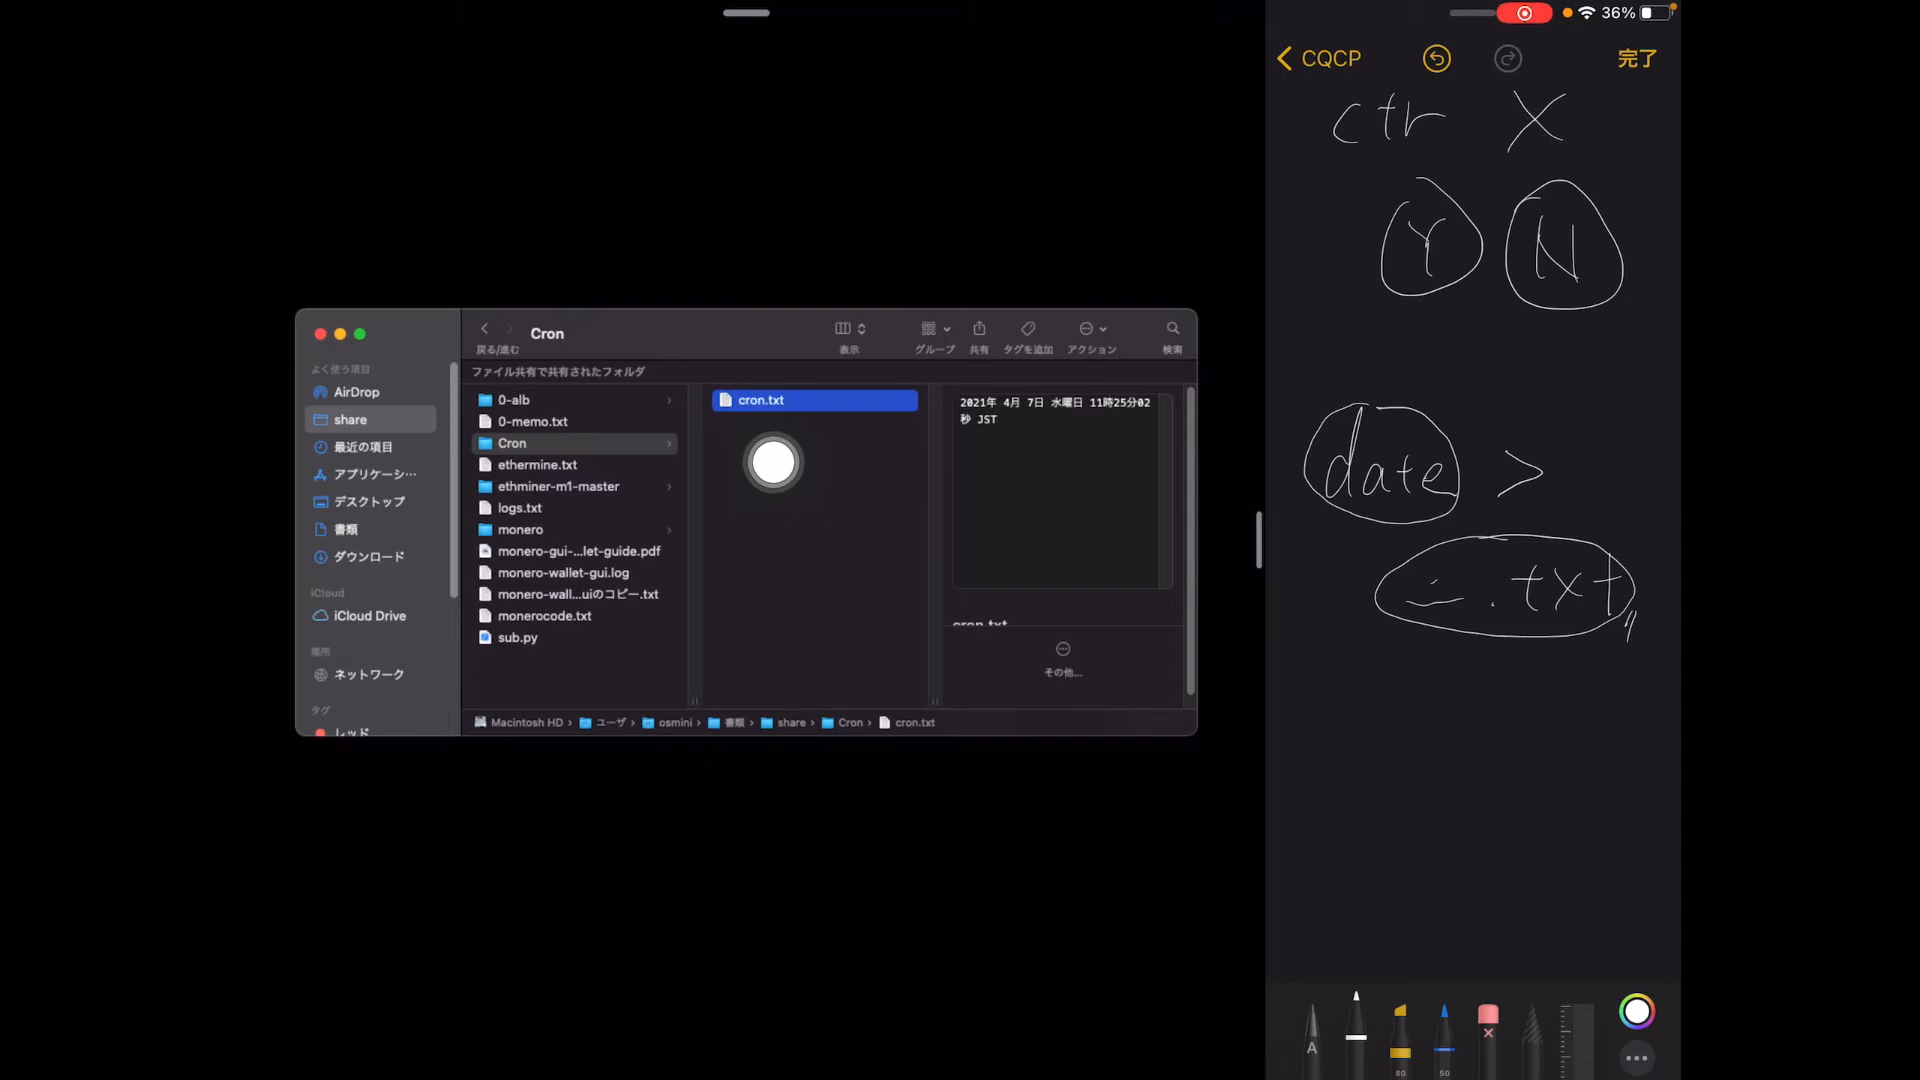 Cron
戻る/進む
表示
グループ
共有
タグを追加
アクション
検索
ファイル共有で共有されたフォルダ
よく使う項目
AirDrop
share
最近の項目
アプリケーシ…
デスクトップ
書類
ダウンロード
iCloud
iCloud Drive
場所
ネットワーク
タグ
レッド
0-alb
0-memo.txt
Cron
ethermine.txt
ethminer-m1-master
logs.txt
monero
monero-gui-...let-guide.pdf
monero-wallet-gui.log
monero-wall...uiのコピー.txt
monerocode.txt
sub.py
cron.txt
2021年 4月 7日 水曜日 11時25分02
秒 JST
cron.txt
その他...
Macintosh HD › ユーザ › osmini › 書類 › share › Cron › cron.txt
36%
CQCP
完了
ctr X
Y N
date >
.txt
A
80
50